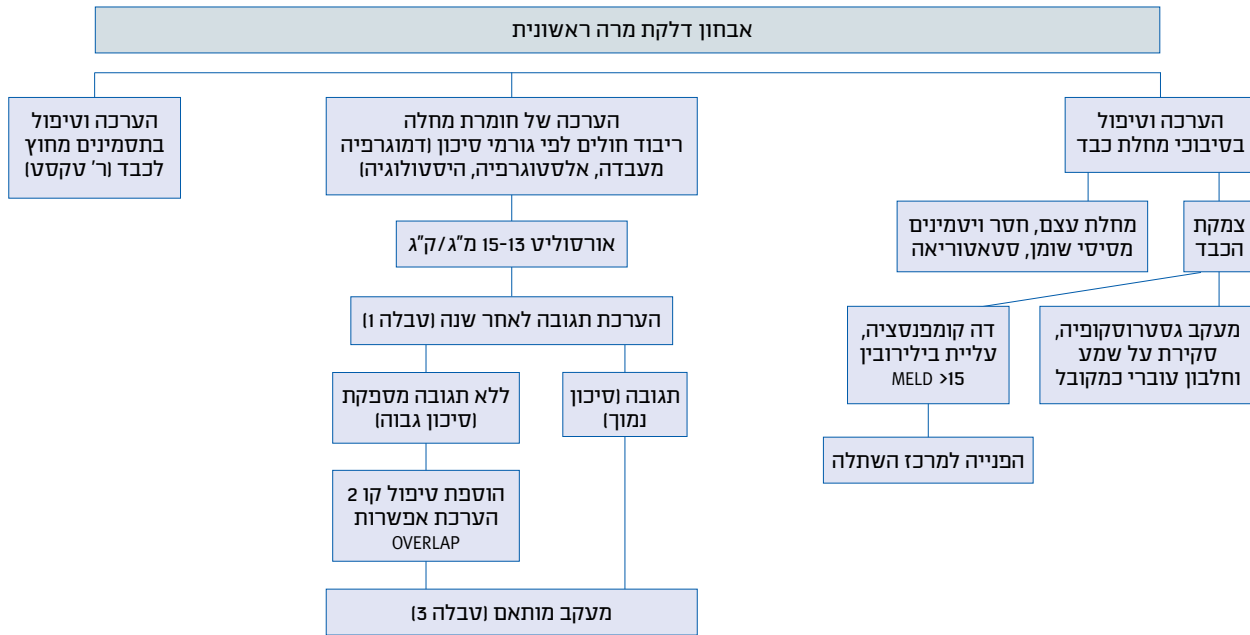 אבחון דלקת מרה ראשונית
הערכה וטיפול
בסיבוכי מחלת כבד
צמקת
הכבד
מחלת עצם, חסר ויטמינים
מסיסי שומן, סטאטוריאה
מעקב גסטרוסקופיה,
סקירת על שמע
וחלבון עוברי כמקובל
דה קומפנסציה,
עליית בילירובין
MELD >15
הפנייה למרכז השתלה
הערכה של חומרת מחלה
ריבוד חולים לפי גורמי סיכון (דמוגרפיה
מעבדה, אלסטוגרפיה, היסטולוגיה)
אורסוליט 15-13 מ"ג/ק"ג
הערכת תגובה לאחר שנה (טבלה 1)
תגובה (סיכון
נמוך)
ללא תגובה מספקת
(סיכון גבוה)
הוספת טיפול קו 2
הערכת אפשרות
OVERLAP
מעקב מותאם (טבלה 3)
הערכה וטיפול
בתסמינים מחוץ
לכבד (ר' טקסט)